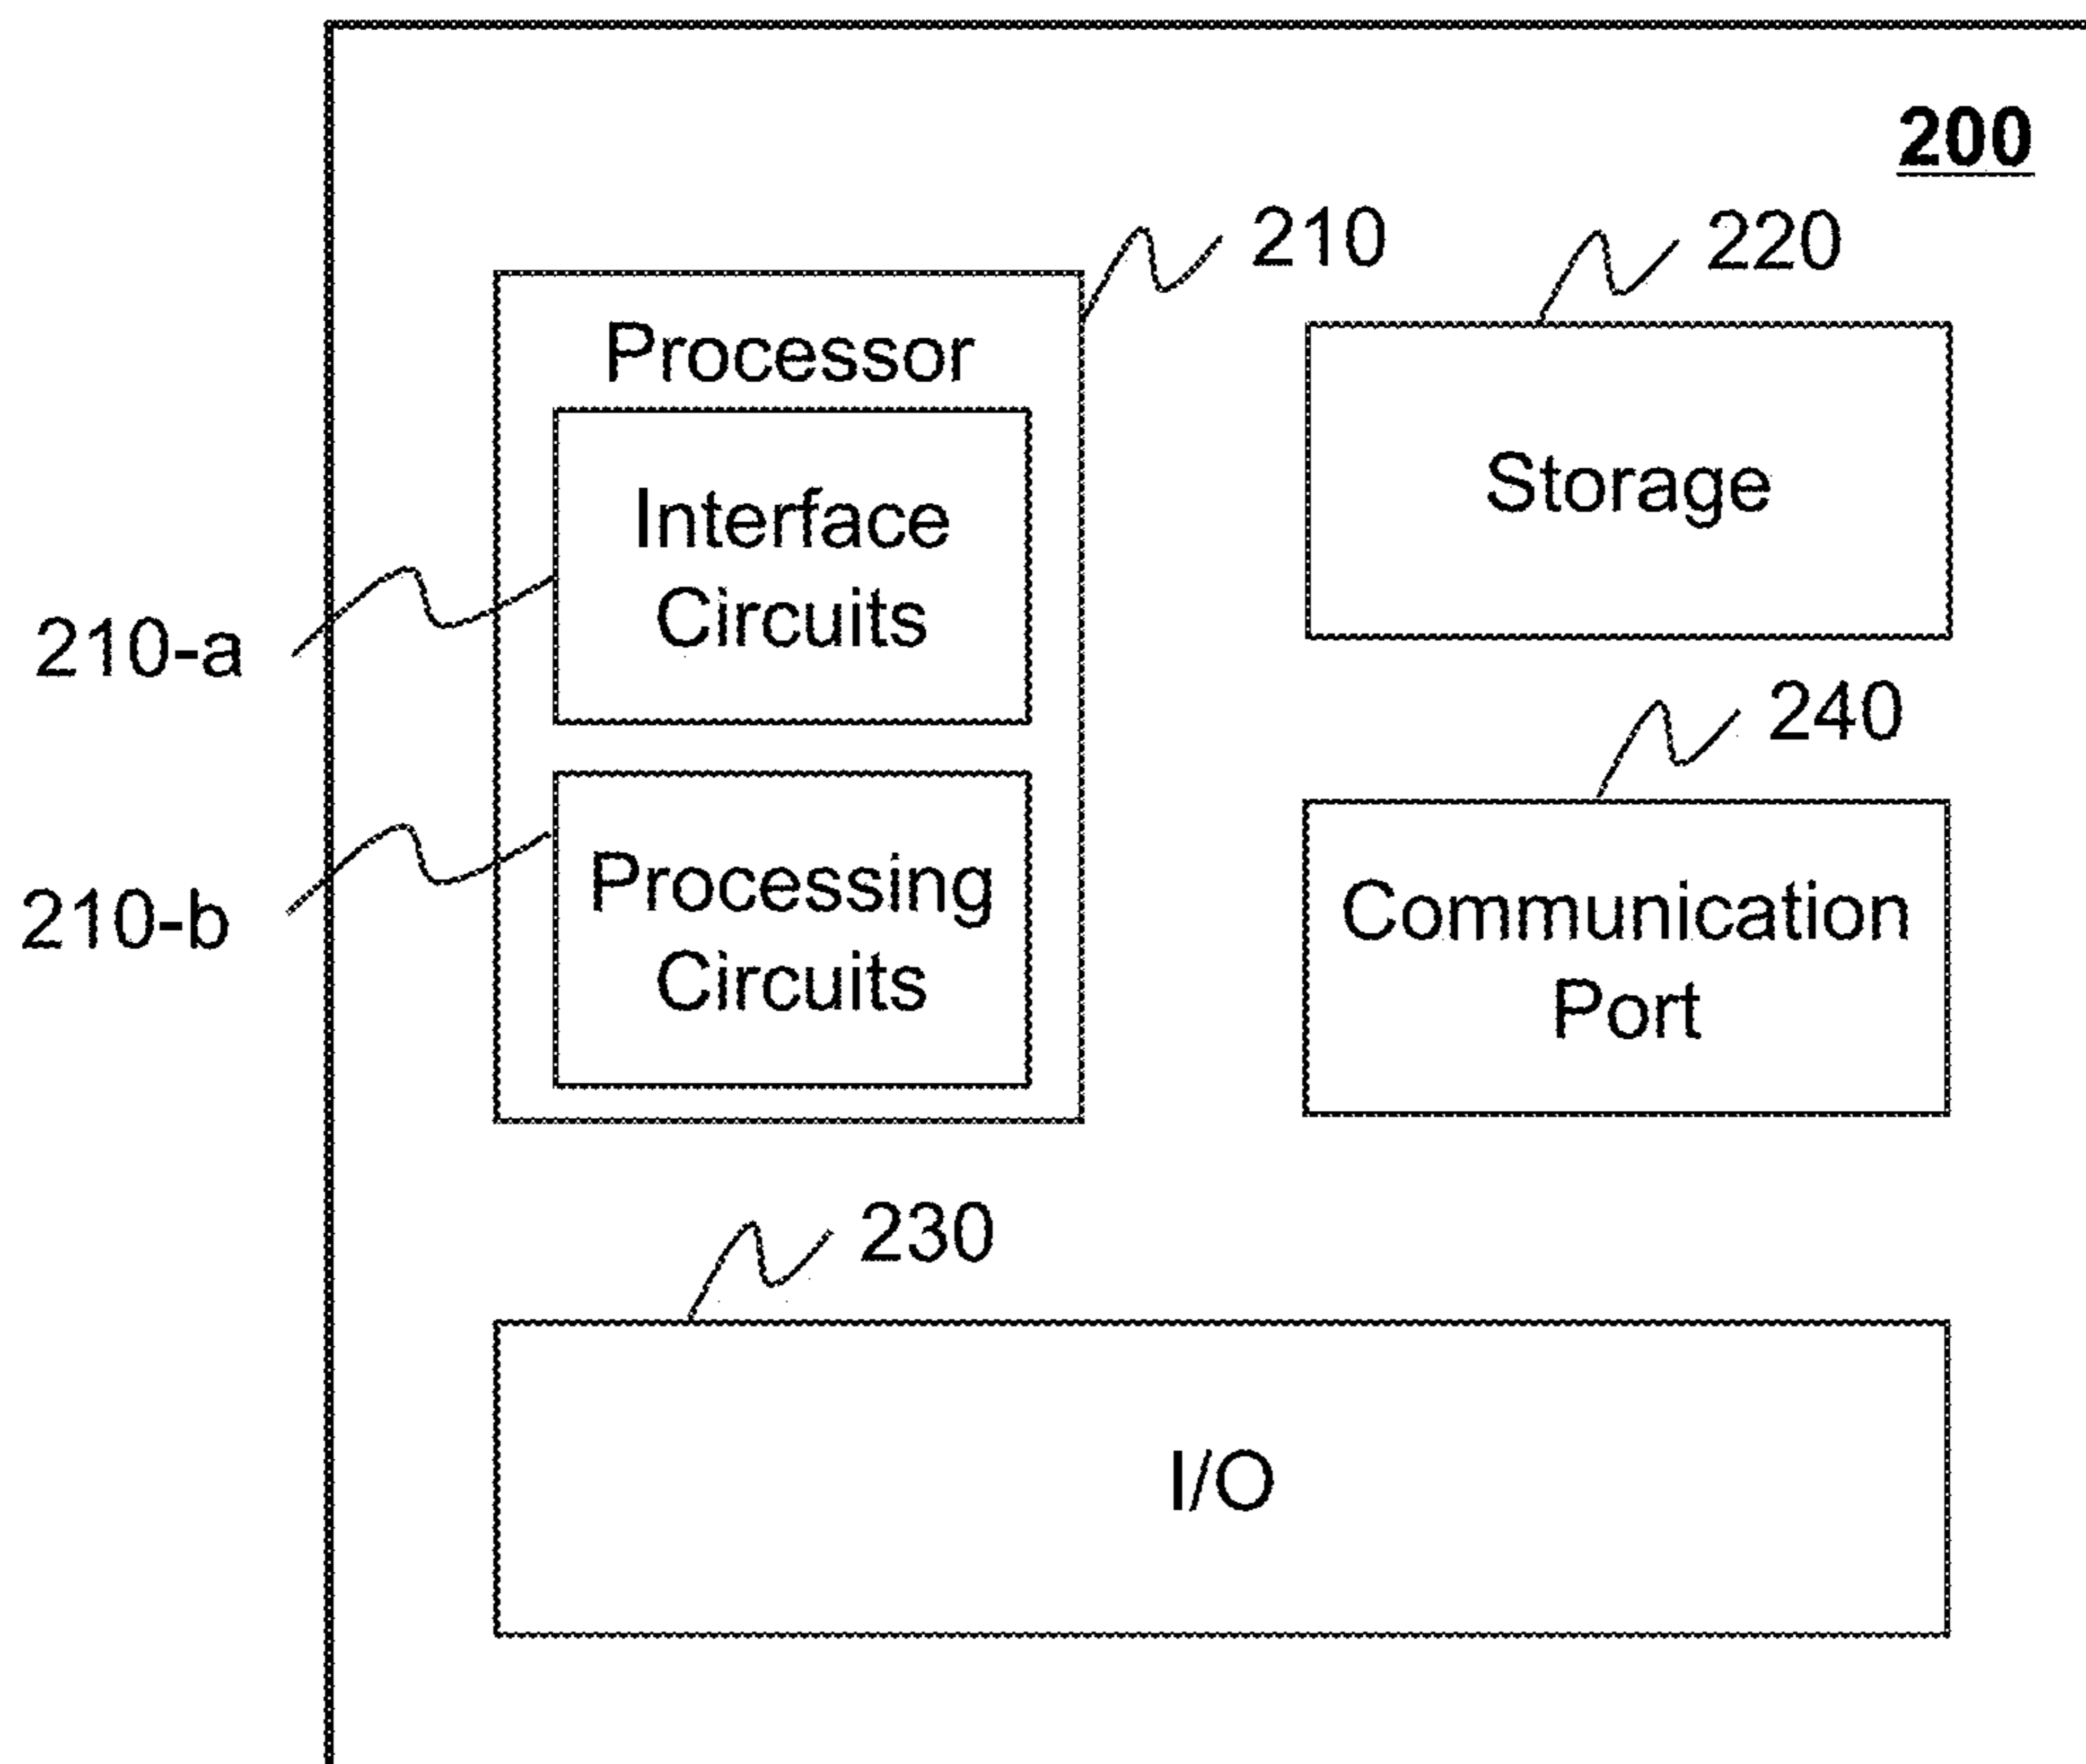 200
210
220
Processor
Interface
Circuits
Storage
210-a
240
Processing
Circuits
210-b
Communication
Port
230
I/O